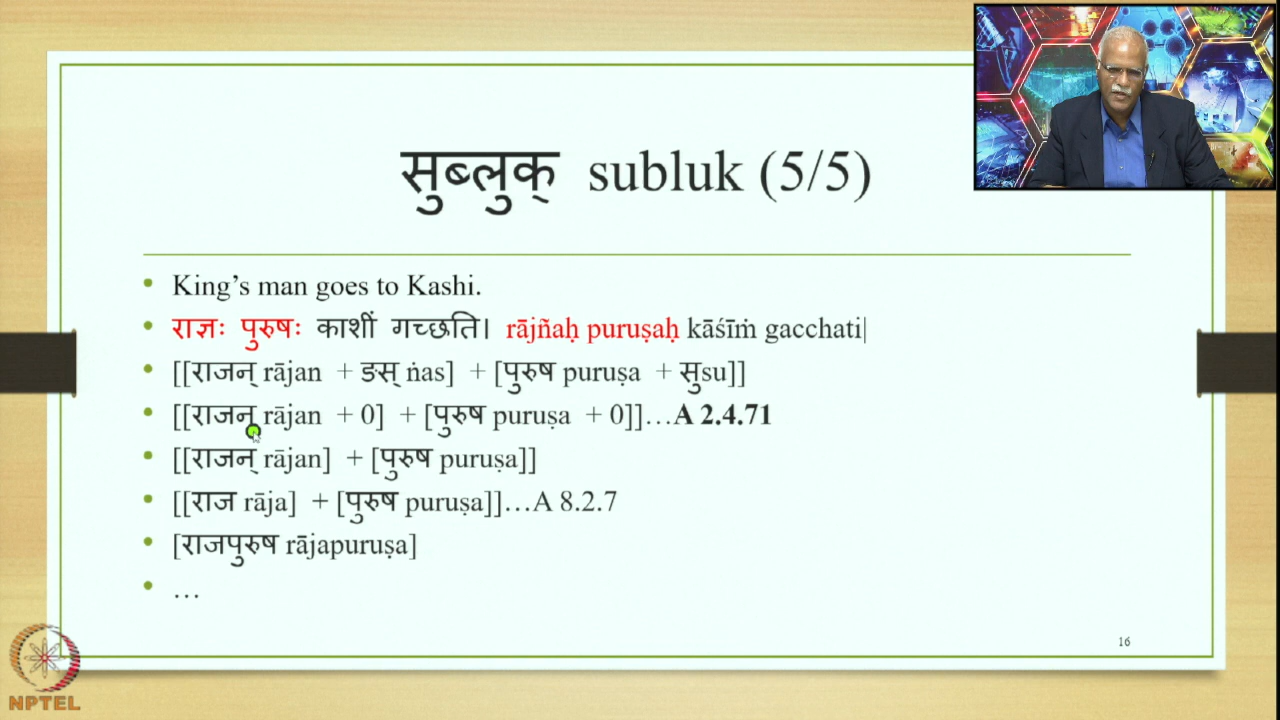 सुब्लुक् subluk (5/5)
• King's man goes to Kashi.
• राज्ञः पुरुषः काशीं गच्छति। rājñaḥ puruṣaḥ kāśīṁ gacchati|
• [[राजन् rājan + ङस् ṅas] + [पुरुष puruṣa + सुsu]]
• [[राजन् rājan + 0] + [पुरुष puruṣa + 0]]…A 2.4.71
• [[राजन् rājan] + [पुरुष puruṣa]]
• [[राज rāja] + [पुरुष puruṣa]]…A 8.2.7
• [राजपुरुष rājapuruṣa]
• …
16
NPTEL